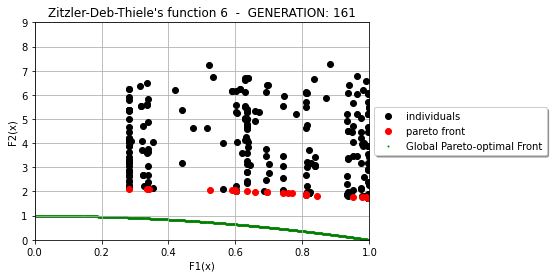 Zitzler-Deb-Thiele's function 6 - GENERATION: 161
9
8
7
6
5
4
3
2
1
0
F2(x)
0.0 0.2 0.4 0.6 0.8 1.0
F1(x)
individuals
pareto front
Global Pareto-optimal Front